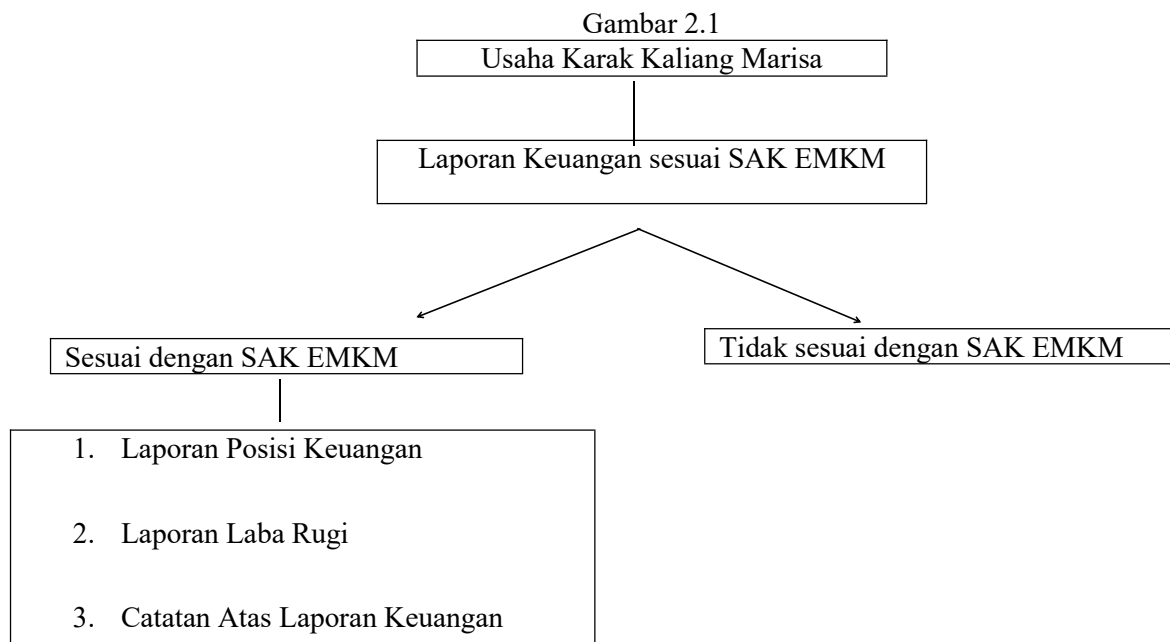 Gambar 2.1
Usaha Karak Kaliang Marisa
Laporan Keuangan sesuai SAK EMKM
Sesuai dengan SAK EMKM
Tidak sesuai dengan SAK EMKM
1. Laporan Posisi Keuangan
2. Laporan Laba Rugi
3. Catatan Atas Laporan Keuangan